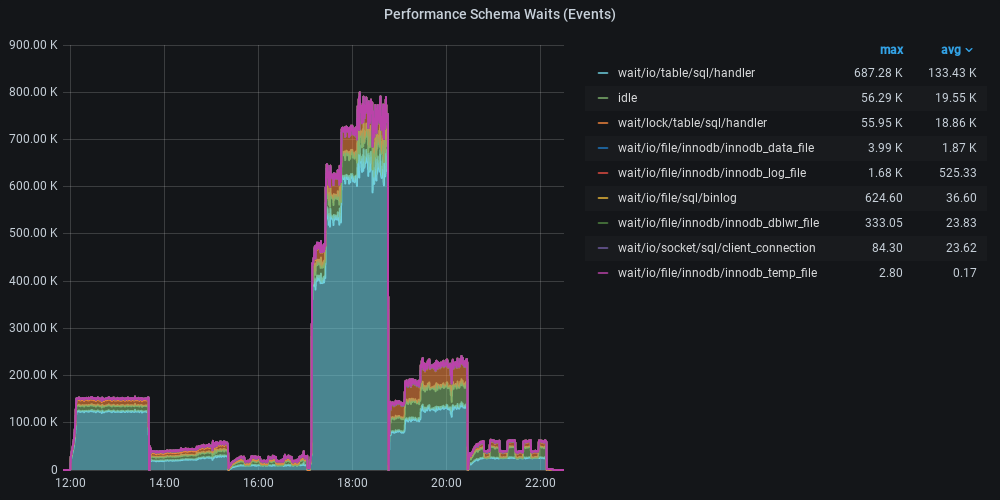 Performance Schema Waits (Events)
900.00 K
800.00 K
700.00 K
600.00 K
500.00 K
400.00 K
300.00 K
200.00 K
100.00 K
0
12:00 14:00 16:00 18:00 20:00 22:00
max avg
wait/io/table/sql/handler 687.28 K 133.43 K
idle 56.29 K 19.55 K
wait/lock/table/sql/handler 55.95 K 18.86 K
wait/io/file/innodb/innodb_data_file 3.99 K 1.87 K
wait/io/file/innodb/innodb_log_file 1.68 K 525.33
wait/io/file/sql/binlog 624.60 36.60
wait/io/file/innodb/innodb_dblwr_file 333.05 23.83
wait/io/socket/sql/client_connection 84.30 23.62
wait/io/file/innodb/innodb_temp_file 2.80 0.17